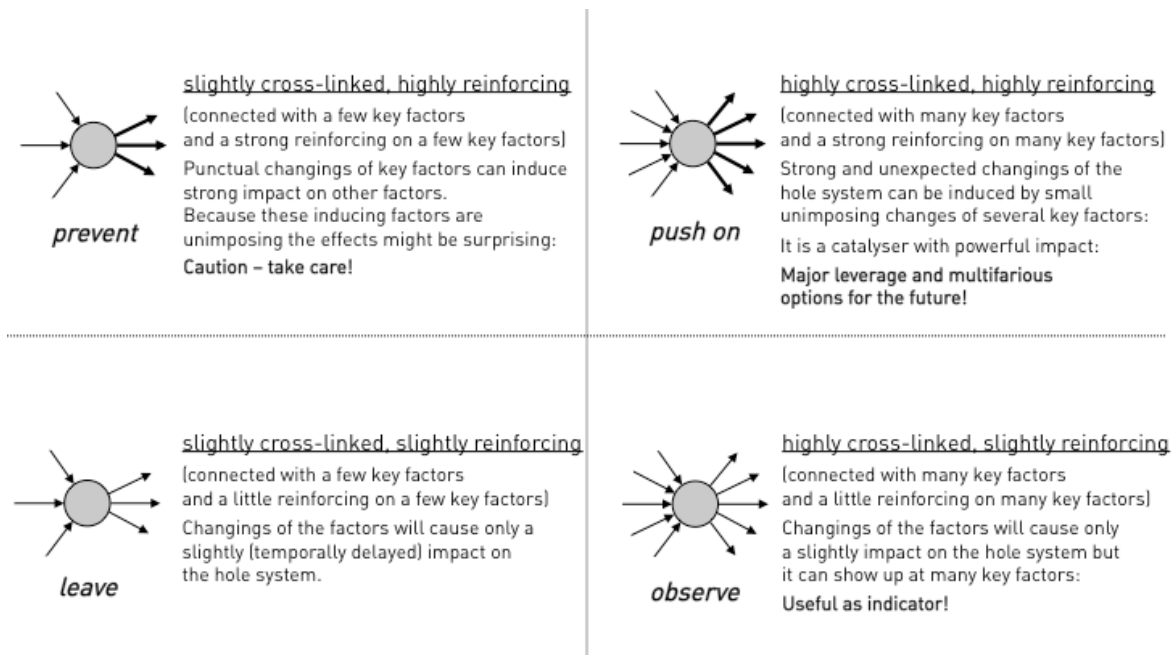 slightly cross-linked, highly reinforcing
(connected with a few key factors
and a strong reinforcing on a few key factors)
Punctual changings of key factors can induce
strong impact on other factors.
Because these inducing factors are
unimposing the effects might be surprising:
Caution – take care!
prevent
highly cross-linked, highly reinforcing
(connected with many key factors
and a strong reinforcing on many key factors)
Strong and unexpected changings of the
hole system can be induced by small
unimposing changes of several key factors:
It is a catalyser with powerful impact:
Major leverage and multifarious
options for the future!
push on
slightly cross-linked, slightly reinforcing
(connected with a few key factors
and a little reinforcing on a few key factors)
Changings of the factors will cause only a
slightly (temporally delayed) impact on
the hole system.
leave
highly cross-linked, slightly reinforcing
(connected with many key factors
and a little reinforcing on many key factors)
Changings of the factors will cause only
a slightly impact on the hole system but
it can show up at many key factors:
Useful as indicator!
observe